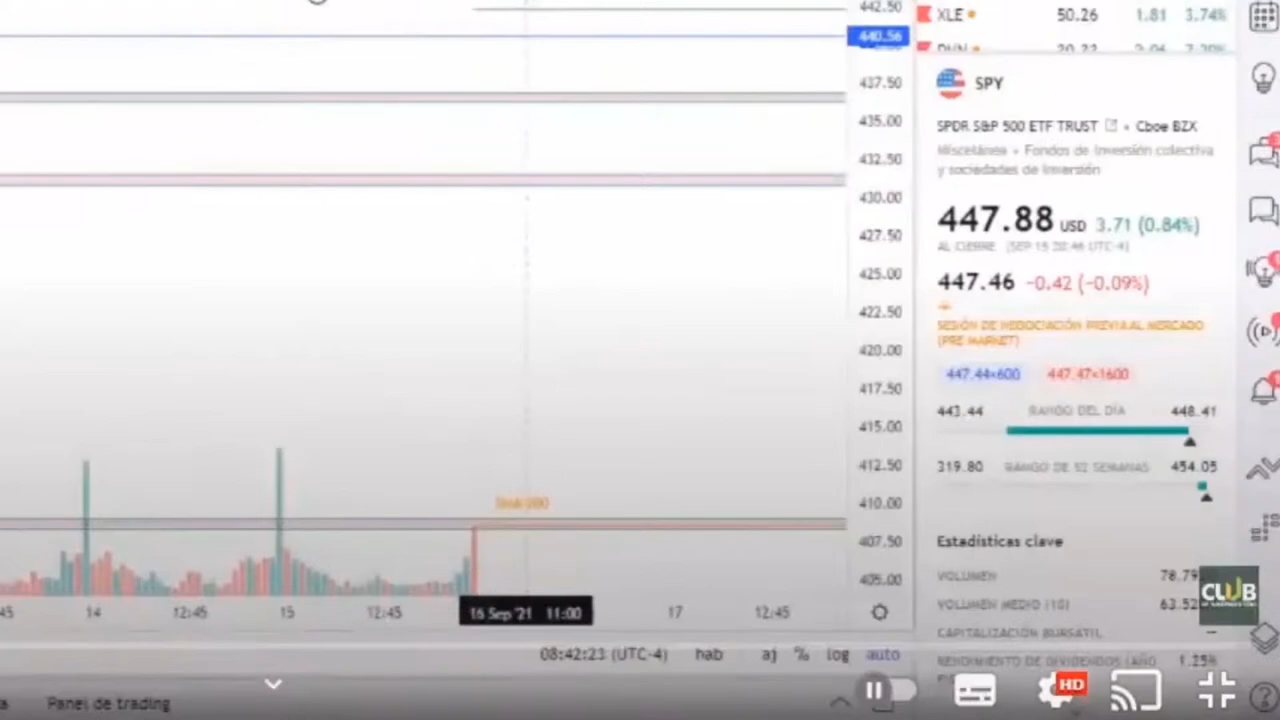 442.50
440.56
437.50
435.00
432.50
430.00
427.50
425.00
422.50
420.00
417.50
415.00
412.50
410.00
407.50
405.00
XLE 50.26 1.81 3.74%
SPY
SPDR S&P 500 ETF TRUST Cboe BZX
Miscelánea • Fondos de inversión colectiva
y sociedades de inversión
447.88 USD 3.71 (0.84%)
AL CIERRE (SEP 15 UTC-4)
447.46 −0.42 (−0.09%)
SESIÓN DE NEGOCIACIÓN PREVIA AL MERCADO
(PRE MARKET)
447.44×600 447.47×1600
443.44 RANGO DEL DÍA 448.41
319.80 RANGO DE 52 SEMANAS 454.05
Estadísticas clave
VOLUMEN 78.79
VOLUMEN MEDIO (10) 63.52
CAPITALIZACIÓN BURSÁTIL —
RENDIMIENTO DE DIVIDENDOS (AÑO 1.25%
CLUB
:45 14 12:45 15 12:45 16 Sep '21 11:00 17 12:45
08:42:23 (UTC-4) hab aj % log auto
Panel de trading
HD